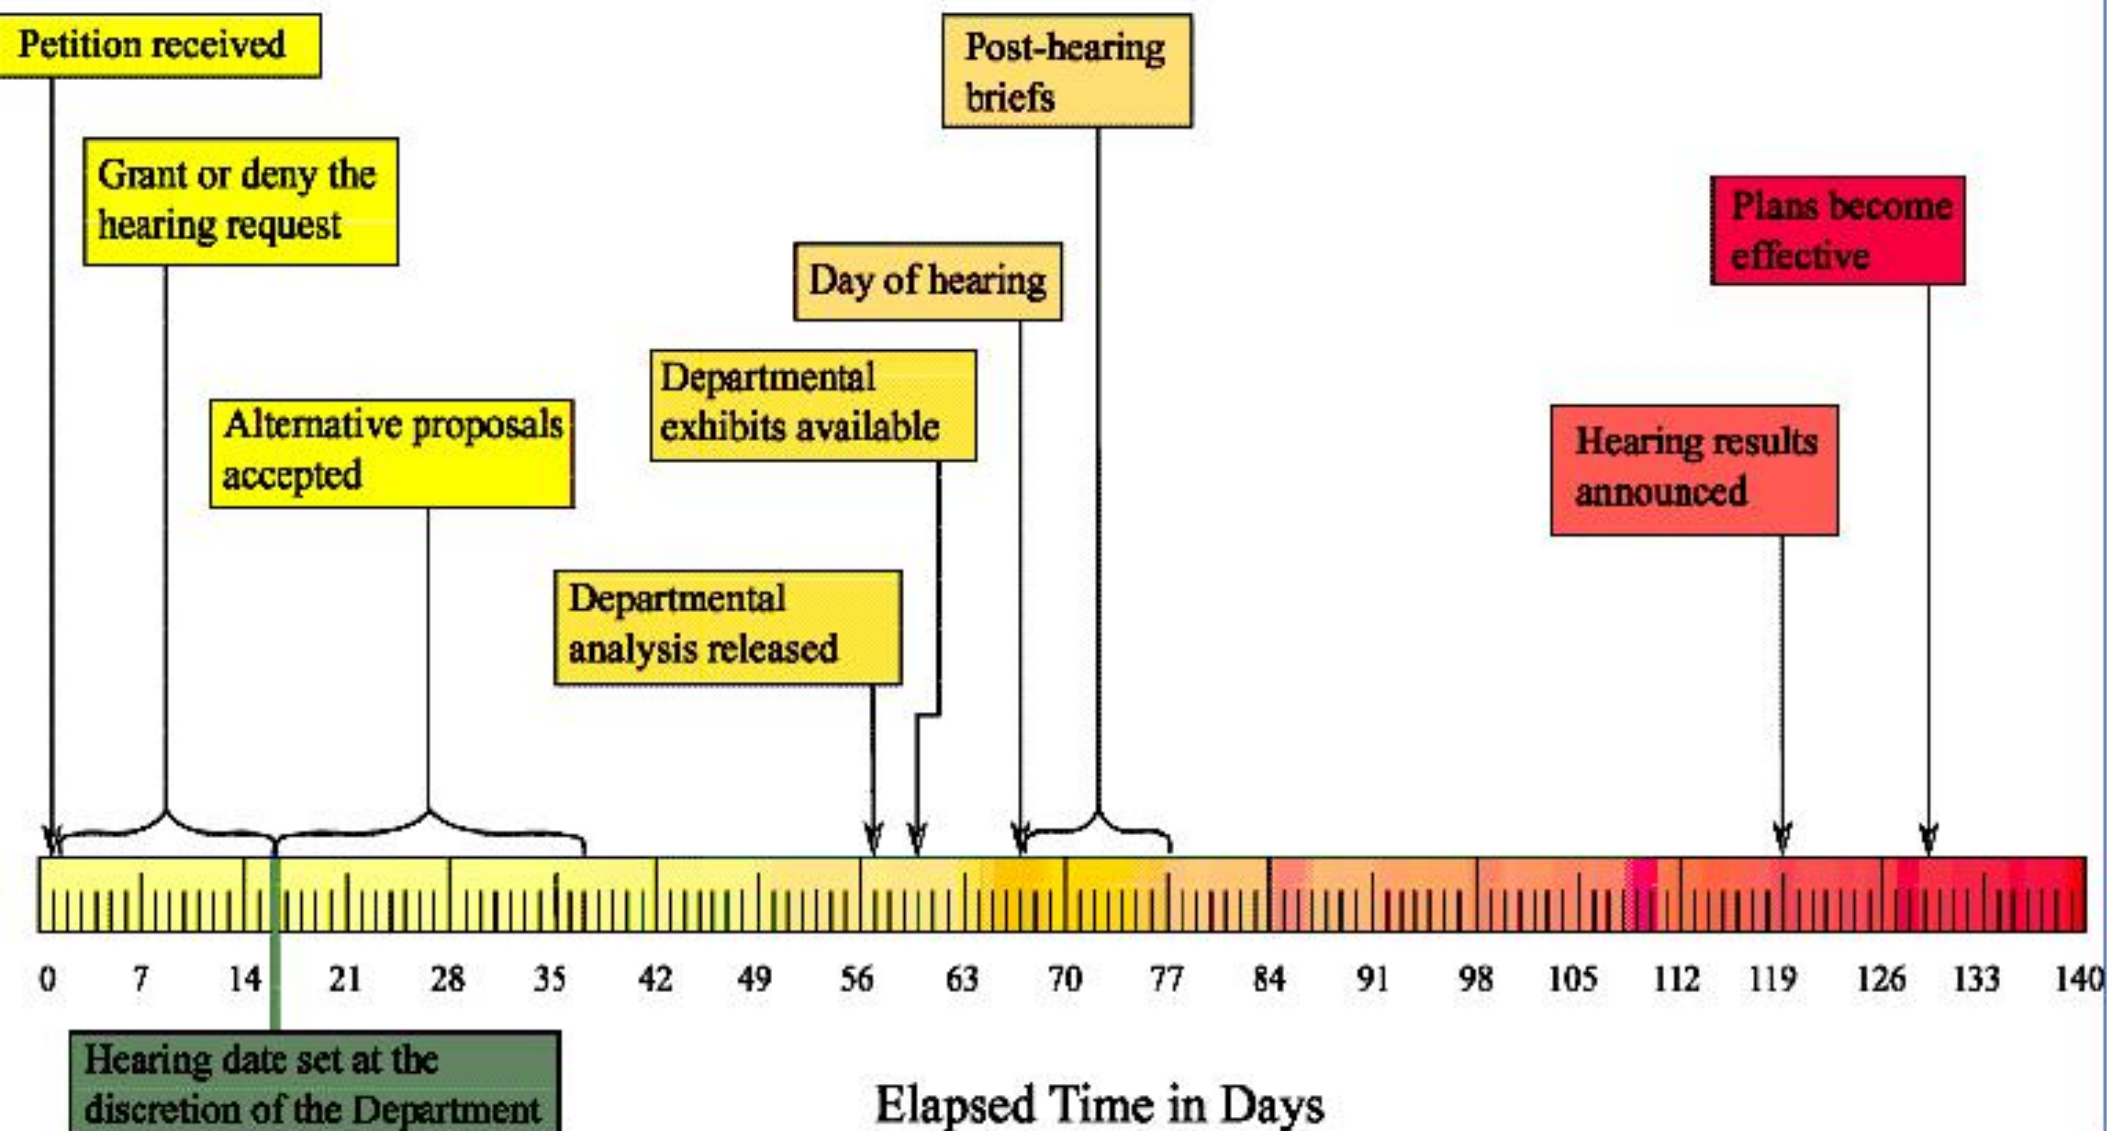 Petition received
Post-hearing
briefs
Grant or deny the
hearing request
Plans become
effective
Day of hearing
Departmental
exhibits available
Alternative proposals
accepted
Hearing results
announced
Departmental
analysis released
0 7 14 21 28 35 42 49 56 63 70 77 84 91 98 105 112 119 126 133 140
Hearing date set at the
discretion of the Department
Elapsed Time in Days